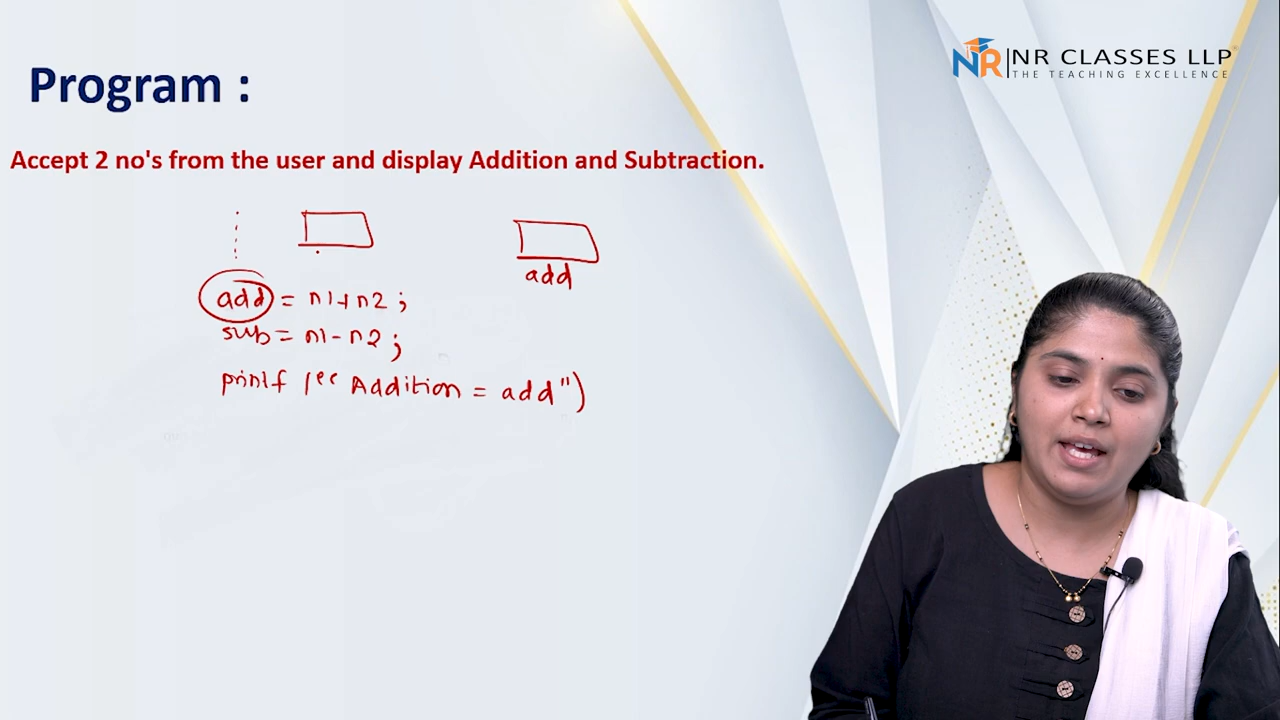 NR|NR CLASSES LLP
THE TEACHING EXCELLENCE
Program :
Accept 2 no's from the user and display Addition and Subtraction.
add
add = n1+n2 ;
sub = n1-n2 ;
printf (" Addition = add")